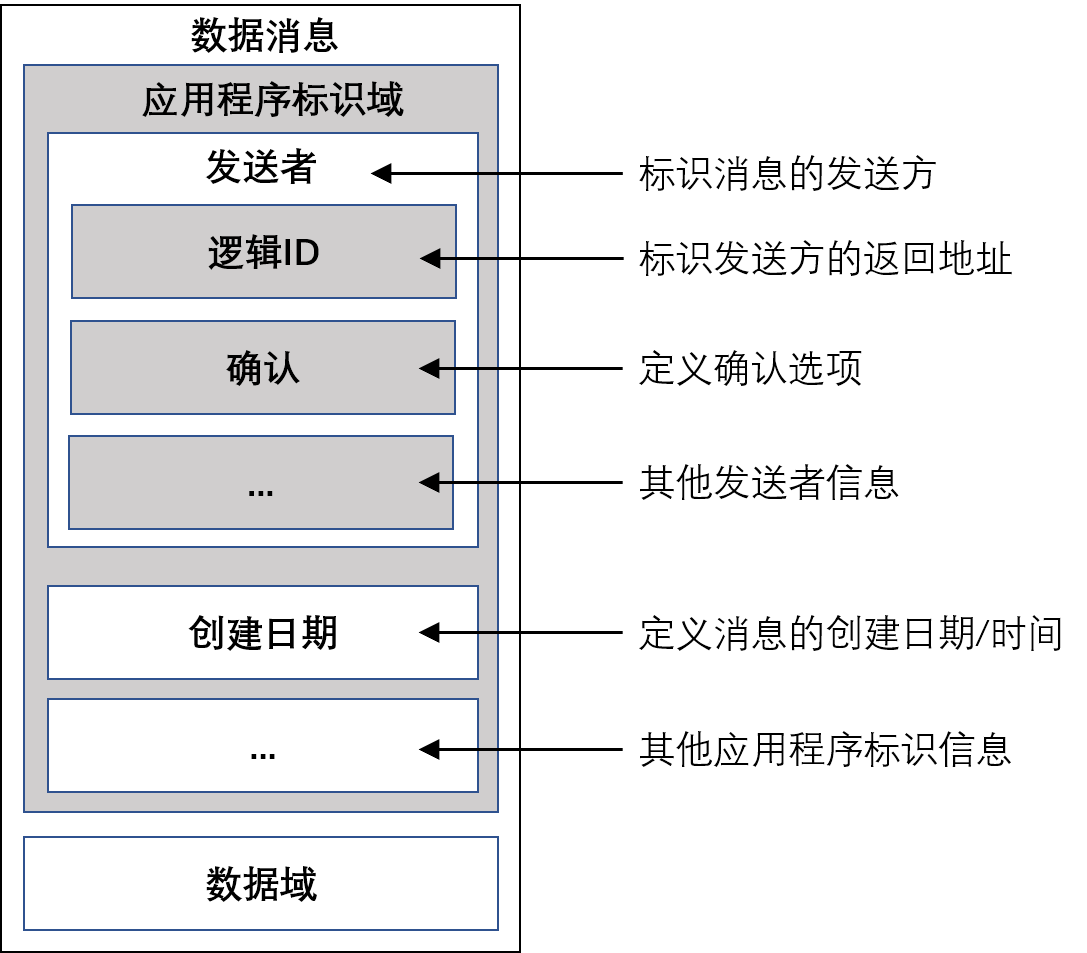 数据消息
应用程序标识域
发送者
标识消息的发送方
逻辑ID
标识发送方的返回地址
确认
定义确认选项
...
其他发送者信息
创建日期
定义消息的创建日期/时间
...
其他应用程序标识信息
数据域